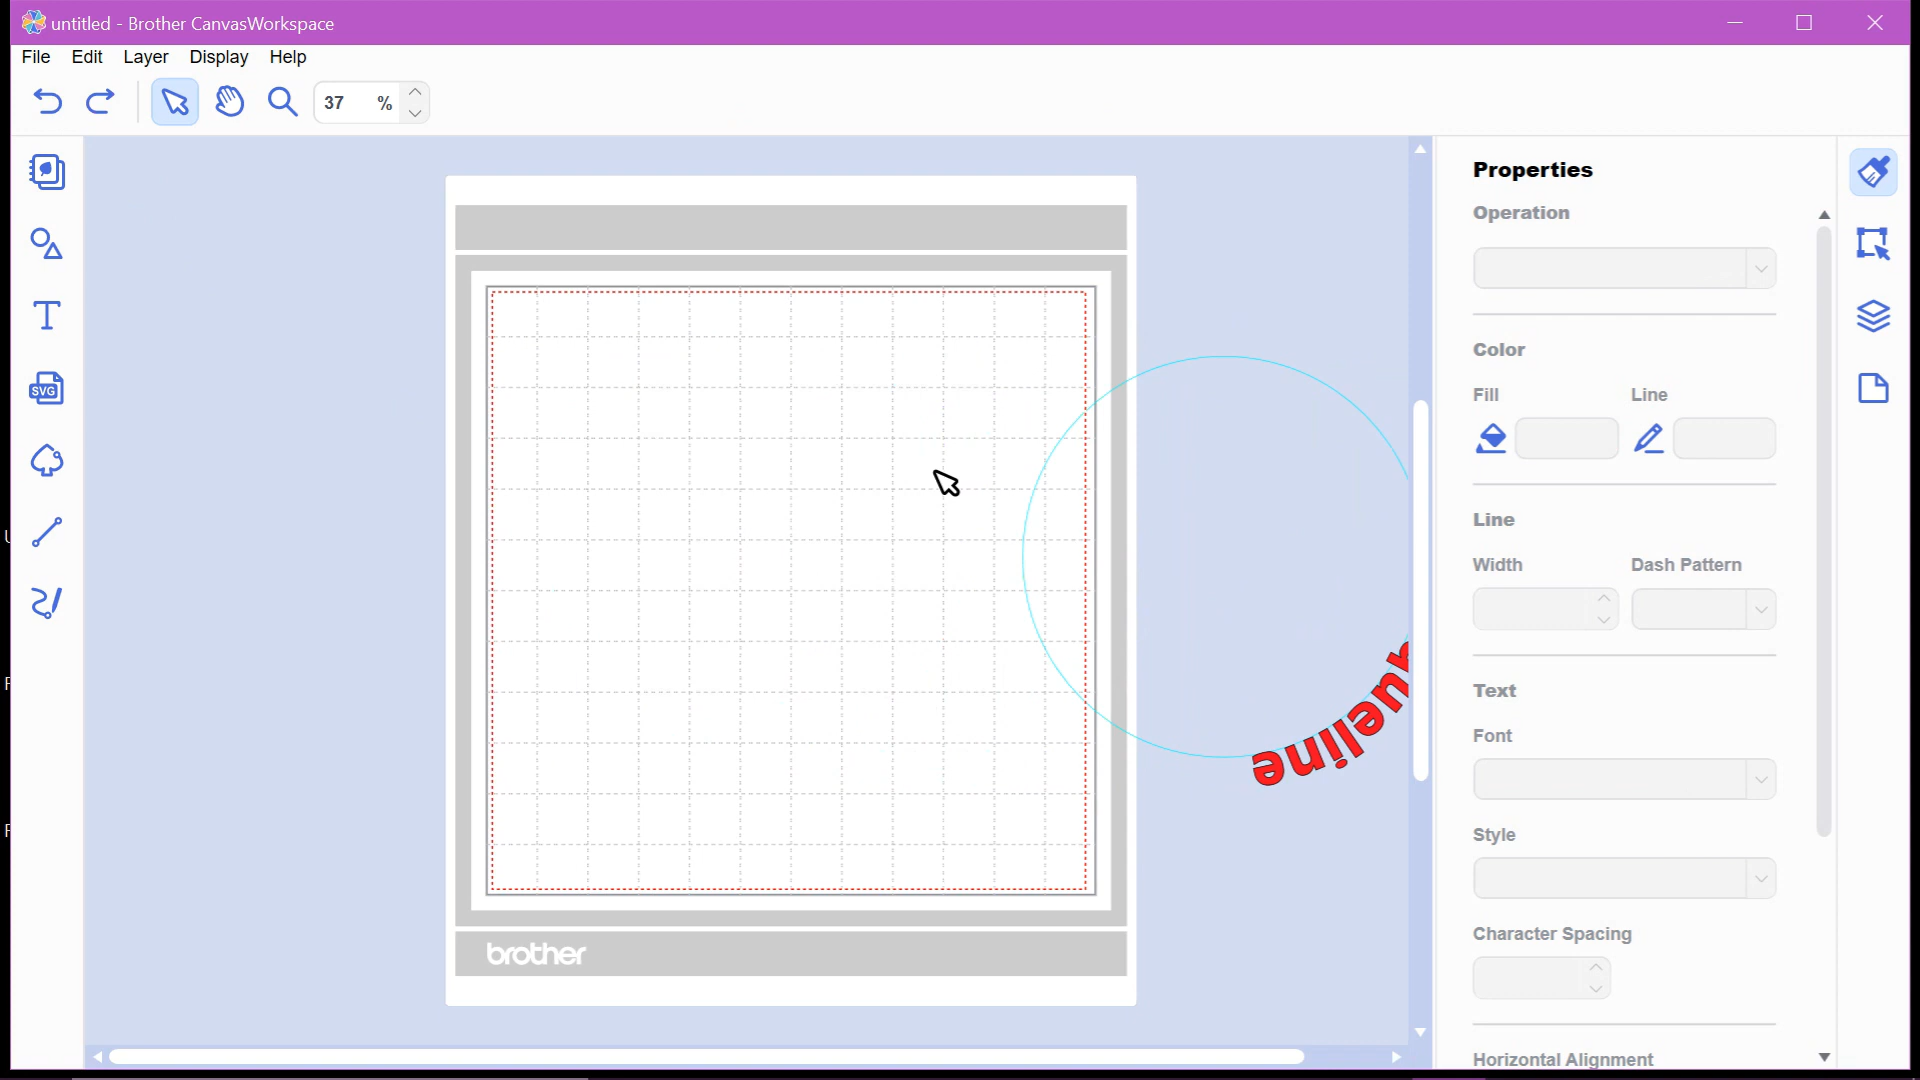 untitled - Brother CanvasWorkspace
File Edit Layer Display Help
37 %
SVG
brother
ueline
Properties
Operation
Color
Fill Line
Line
Width Dash Pattern
Text
Font
Style
Character Spacing
Horizontal Alignment